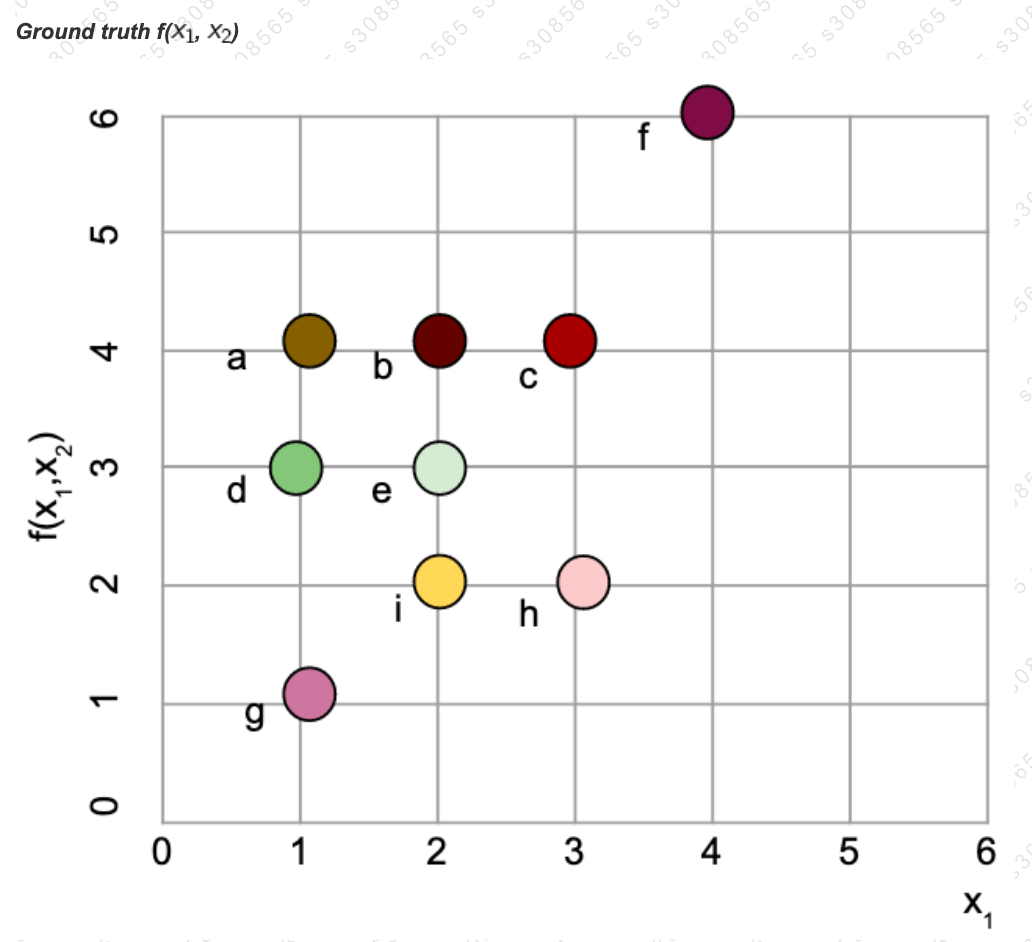 Ground truth f(x₁, x₂)
6
f
5
4
a
b
c
f(x₁,x₂)
3
d
e
2
i
h
1
g
0
0 1 2 3 4 5 6
x₁